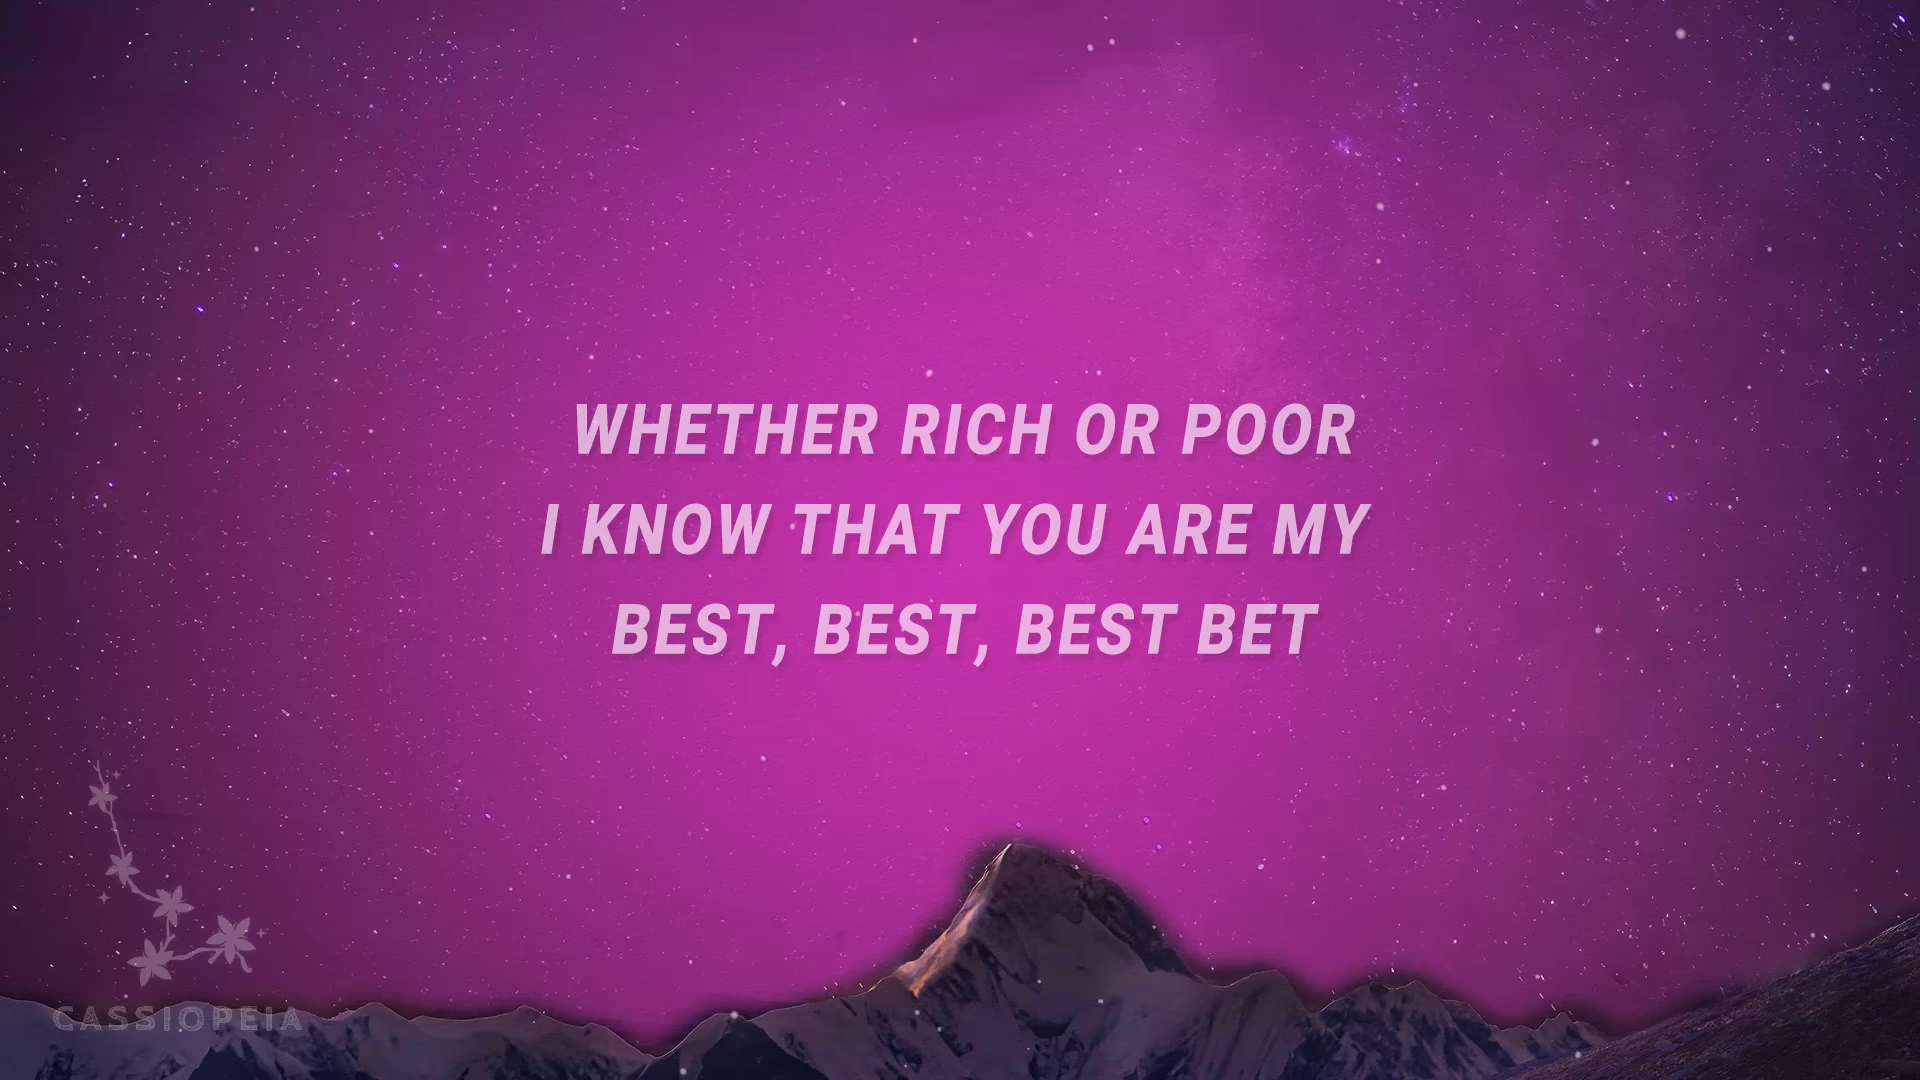 WHETHER RICH OR POOR
I KNOW THAT YOU ARE MY
BEST, BEST, BEST BET
CASSIOPEIA